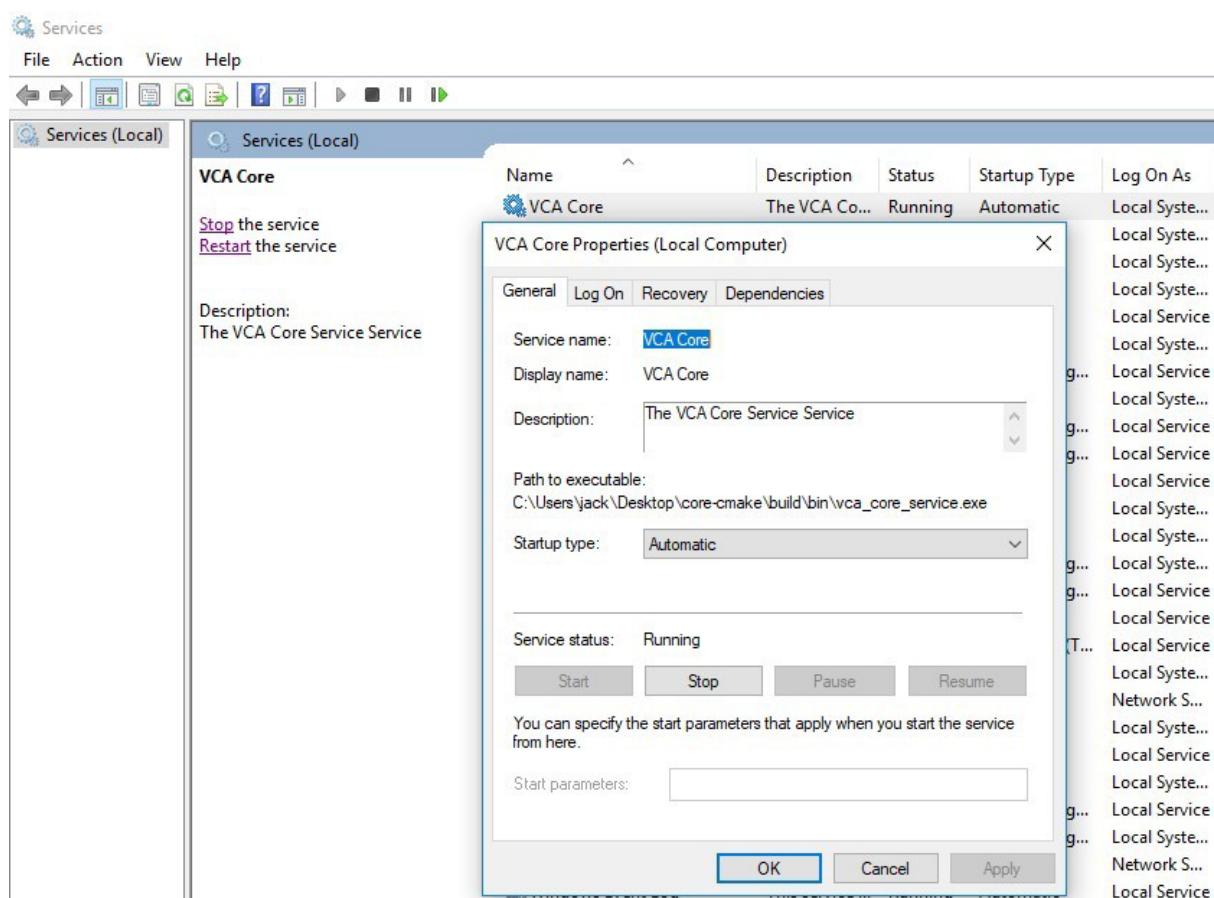 Services
File Action View Help
Services (Local)
Services (Local)
VCA Core
Stop the service
Restart the service
Description:
The VCA Core Service Service
Name Description Status Startup Type Log On As
VCA Core The VCA Co... Running Automatic Local Syste...
VCA Core Properties (Local Computer)
General Log On Recovery Dependencies
Service name: VCA Core
Display name: VCA Core
Description: The VCA Core Service Service
Path to executable:
C:\Users\jack\Desktop\core-cmake\build\bin\vca_core_service.exe
Startup type: Automatic
Service status: Running
Start Stop Pause Resume
You can specify the start parameters that apply when you start the service
from here.
Start parameters:
OK Cancel Apply
Local Syste...
Local Syste...
Local Syste...
Local Service
Local Syste...
g... Local Service
Local Syste...
g... Local Service
g... Local Service
Local Service
Local Syste...
Local Syste...
g... Local Syste...
g... Local Service
Local Service
(T... Local Service
Local Syste...
Network S...
Local Syste...
Local Service
Local Syste...
g... Local Service
g... Local Syste...
Network S...
Local Service